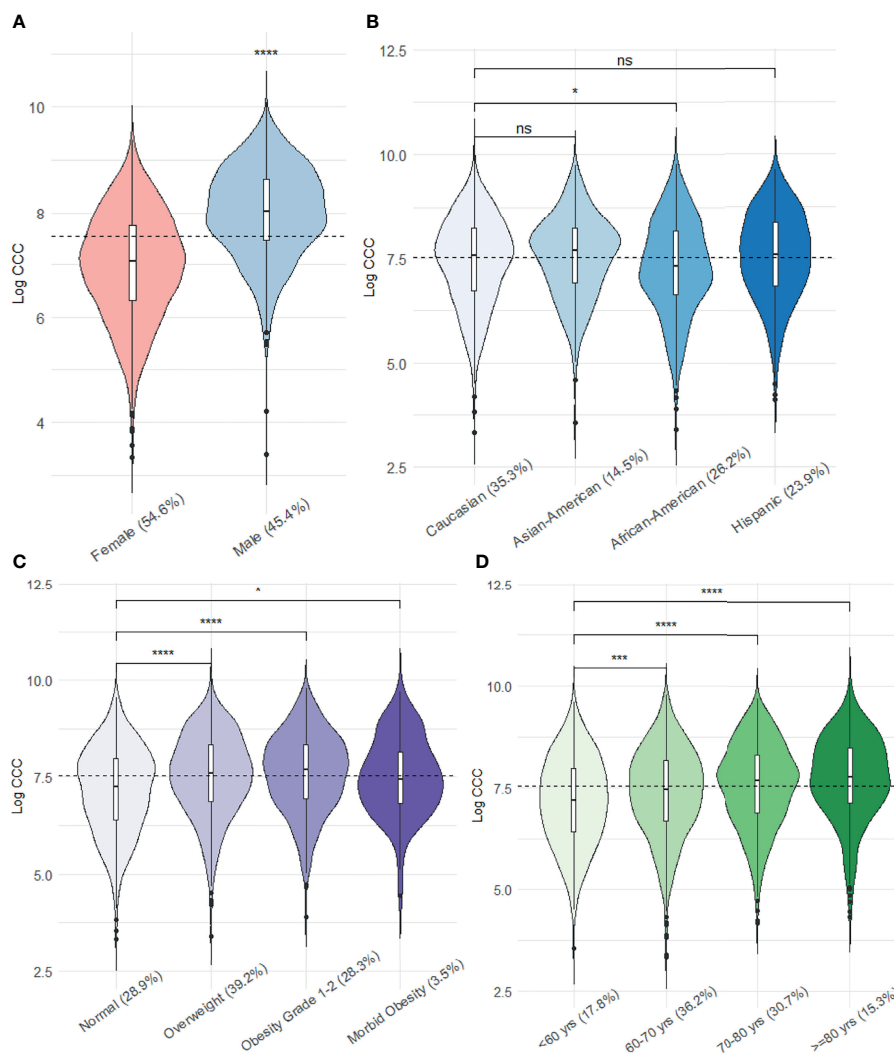 A
****
10
8
6
4
Log CCC
Female (54.6%)
Male (45.4%)
B
12.5
10.0
7.5
5.0
2.5
Log CCC
ns
*
ns
Caucasian (35.3%)
Asian-American (14.5%)
African-American (26.2%)
Hispanic (23.9%)
C
12.5
10.0
7.5
5.0
2.5
Log CCC
****
****
Normal (28.9%)
Overweight (39.2%)
Obesity Grade 1-2 (28.3%)
Morbid Obesity (3.5%)
D
12.5
10.0
7.5
5.0
2.5
Log CCC
****
****
***
<60 yrs (17.8%)
60-70 yrs (36.2%)
70-80 yrs (30.7%)
>=80 yrs (15.3%)